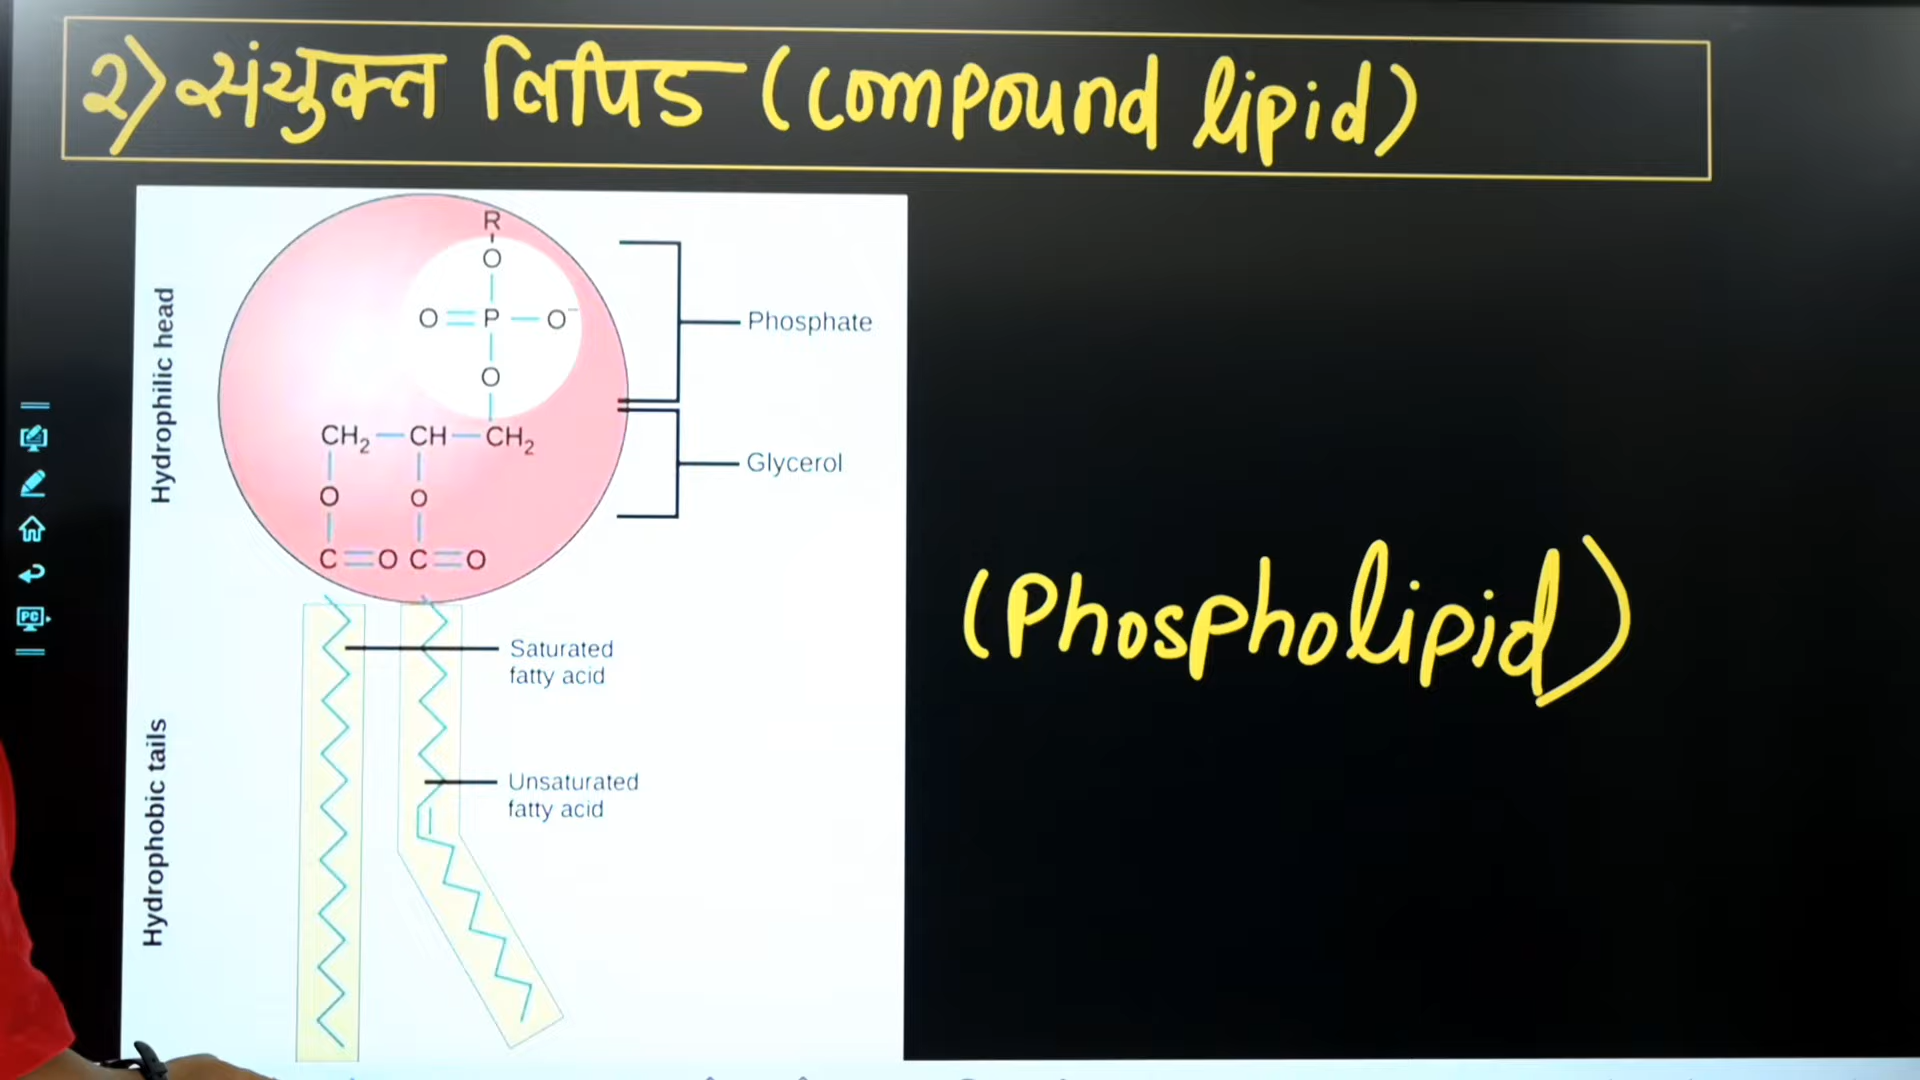 २) संयुक्त लिपिड (compound lipid)
Hydrophilic head
R
O
O P O⁻
O
Phosphate
CH₂ CH CH₂
Glycerol
O O
C O C O
Hydrophobic tails
Saturated
fatty acid
Unsaturated
fatty acid
(Phospholipid)
PC